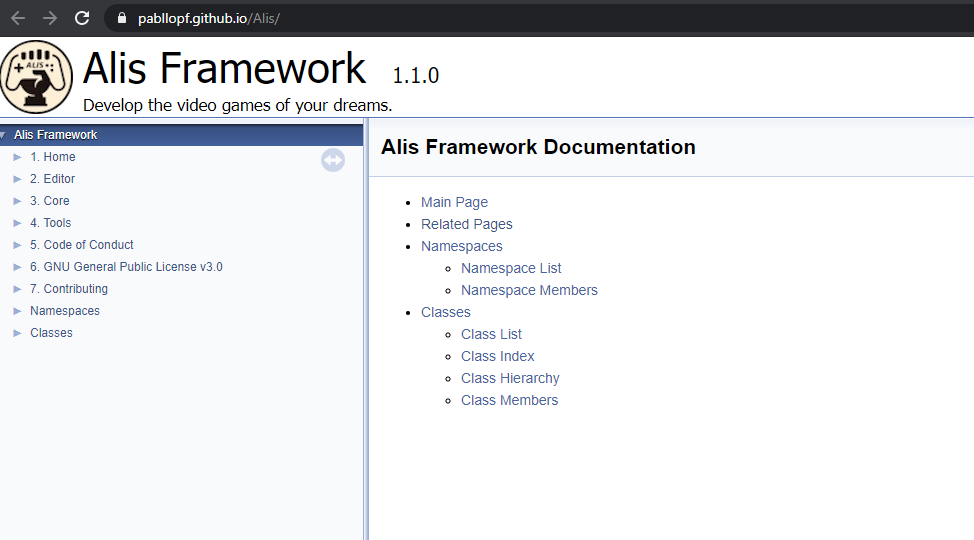 pabllopf.github.io/Alis/
ALIS
Alis Framework 1.1.0
Develop the video games of your dreams.
Alis Framework
1. Home
2. Editor
3. Core
4. Tools
5. Code of Conduct
6. GNU General Public License v3.0
7. Contributing
Namespaces
Classes
Alis Framework Documentation
Main Page
Related Pages
Namespaces
Namespace List
Namespace Members
Classes
Class List
Class Index
Class Hierarchy
Class Members